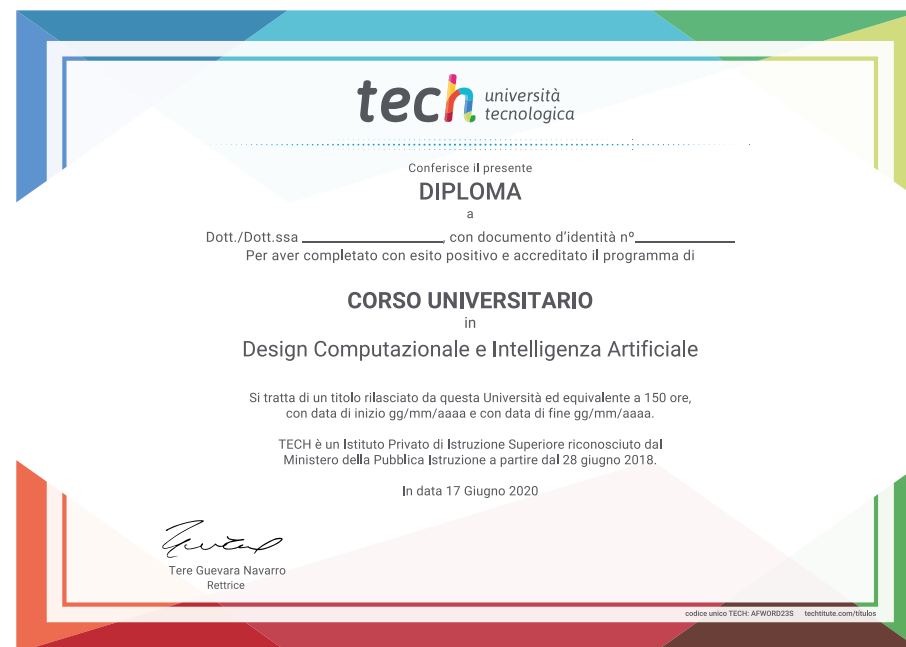 tech università
tecnologica
Conferisce il presente
DIPLOMA
a
Dott./Dott.ssa ____________________, con documento d'identità nº______________
Per aver completato con esito positivo e accreditato il programma di
CORSO UNIVERSITARIO
in
Design Computazionale e Intelligenza Artificiale
Si tratta di un titolo rilasciato da questa Università ed equivalente a 150 ore,
con data di inizio gg/mm/aaaa e con data di fine gg/mm/aaaa.
TECH è un Istituto Privato di Istruzione Superiore riconosciuto dal
Ministero della Pubblica Istruzione a partire dal 28 giugno 2018.
In data 17 Giugno 2020
Tere Guevara Navarro
Rettrice
codice unico TECH: AFWORD23S techtitute.com/titulos